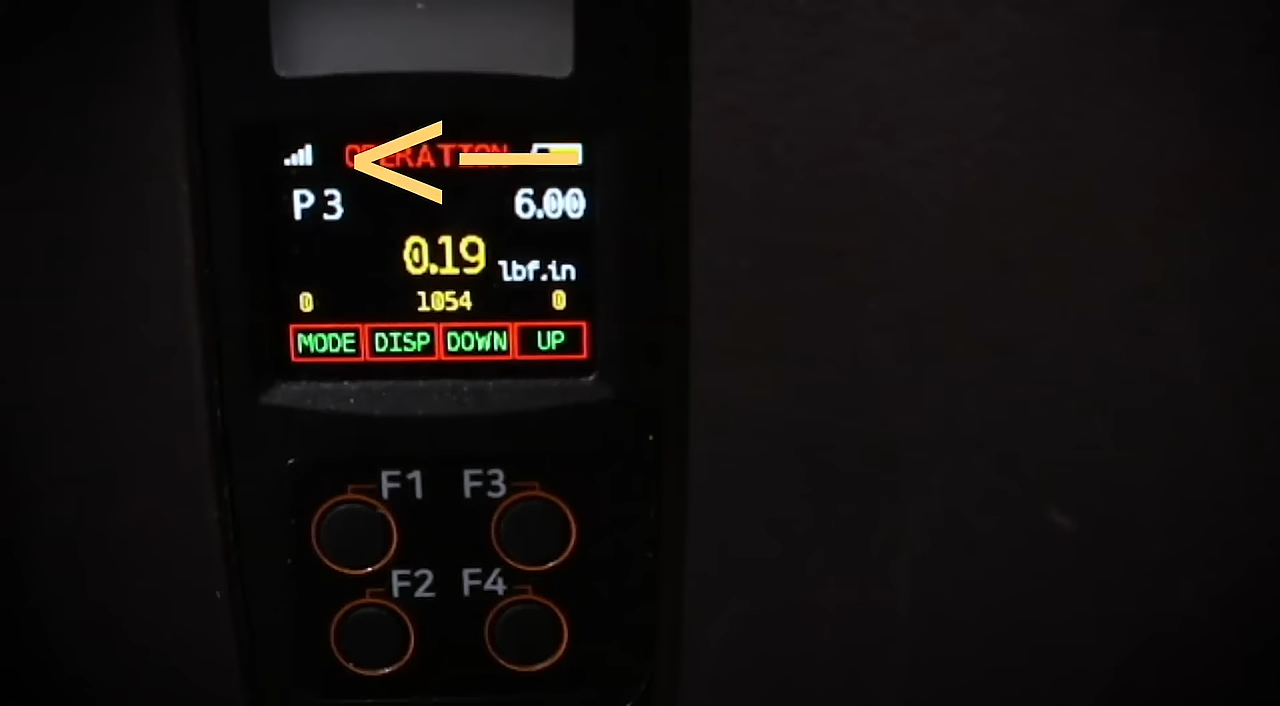 OPERATION
P 3 6.00
0.19 lbf.in
0 1054 0
MODE DISP DOWN UP
F1 F3
F2 F4